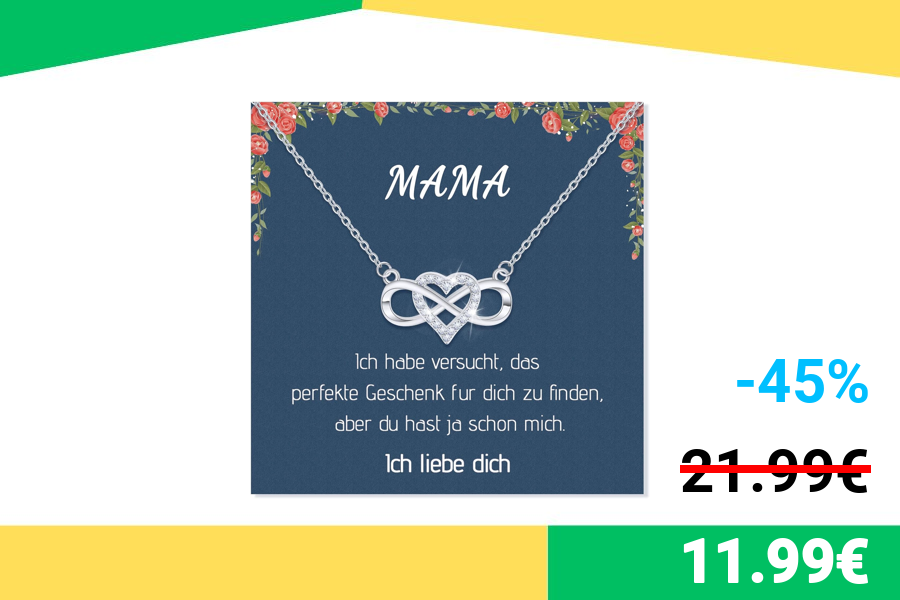 MAMA
Ich habe versucht, das
perfekte Geschenk fur dich zu finden,
aber du hast ja schon mich.
Ich liebe dich
-45%
21.99€
11.99€